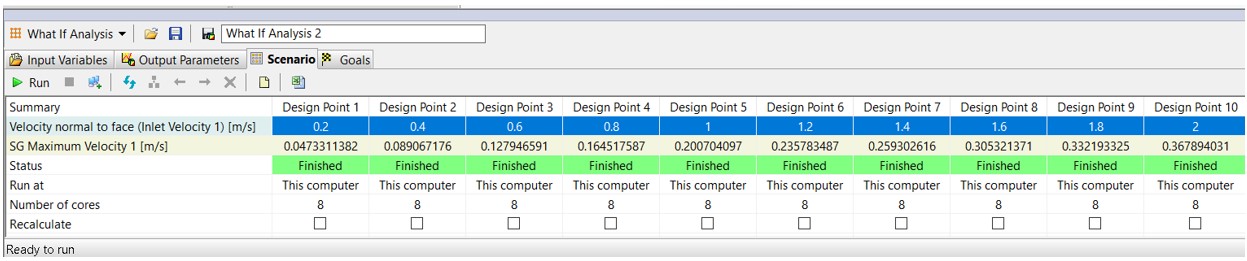 What If Analysis What If Analysis 2
Input Variables Output Parameters Scenario Goals
Run
Summary Design Point 1 Design Point 2 Design Point 3 Design Point 4 Design Point 5 Design Point 6 Design Point 7 Design Point 8 Design Point 9 Design Point 10
Velocity normal to face (Inlet Velocity 1) [m/s] 0.2 0.4 0.6 0.8 1 1.2 1.4 1.6 1.8 2
SG Maximum Velocity 1 [m/s] 0.0473311382 0.089067176 0.127946591 0.164517587 0.200704097 0.235783487 0.259302616 0.305321371 0.332193325 0.367894031
Status Finished Finished Finished Finished Finished Finished Finished Finished Finished Finished
Run at This computer This computer This computer This computer This computer This computer This computer This computer This computer This computer
Number of cores 8 8 8 8 8 8 8 8 8 8
Recalculate
Ready to run